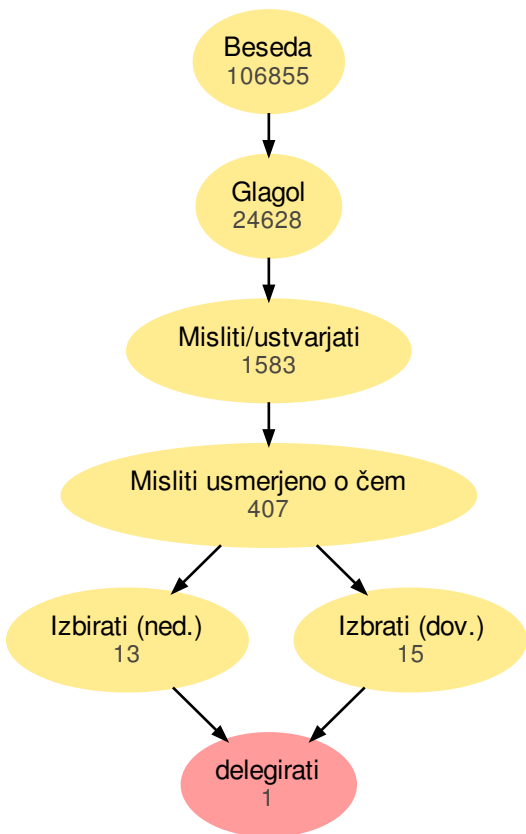 Beseda
106855
Glagol
24628
Misliti/ustvarjati
1583
Misliti usmerjeno o čem
407
Izbirati (ned.)
13
Izbrati (dov.)
15
delegirati
1